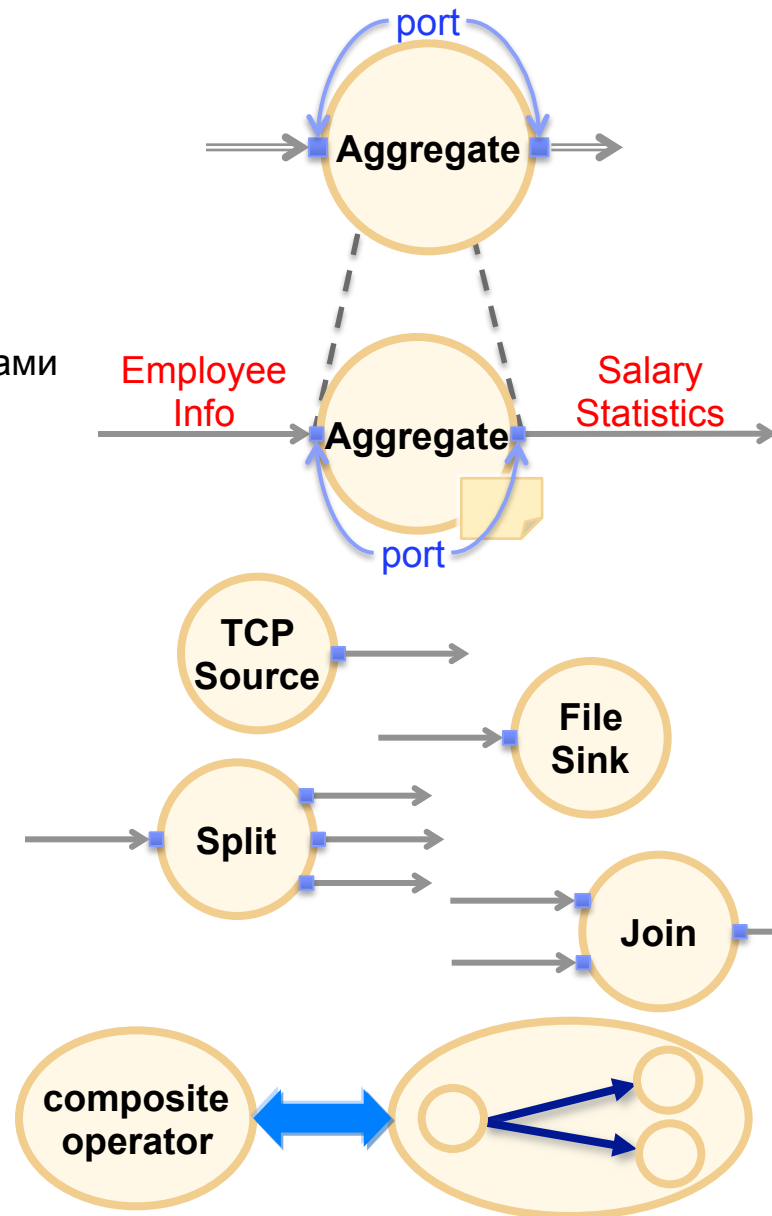 port
Aggregate
ами
Employee
Info
Salary
Statistics
Aggregate
port
TCP
Source
File
Sink
Split
Join
composite
operator